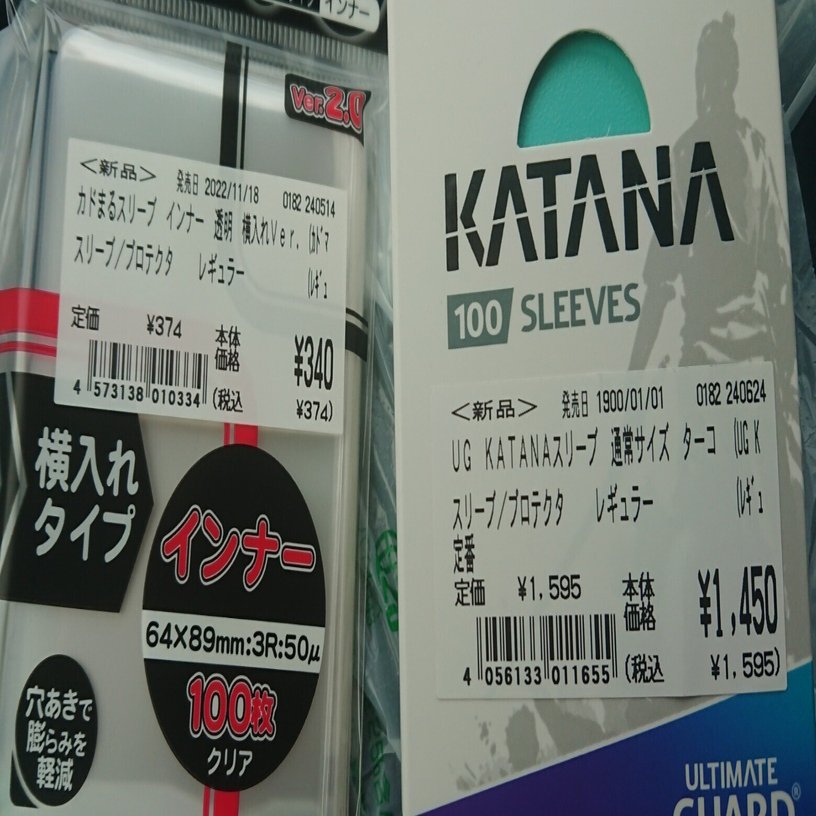 インナー
Ver.2.0
<新品> 発売日 2022/11/18 0182 240514
カドまるスリーブ インナー 透明 横入れVer. (ｶﾄﾞﾏ
スリーブ/プロテクタ レギュラー (ﾚｷﾞｭ
定価 ¥374 本体価格 ¥340
4 573138 010334 (税込 ¥374)
横入れ
タイプ
インナー
64×89mm:3R:50μ
100枚
クリア
穴あきで
膨らみを
軽減
KATANA
100 SLEEVES
<新品> 発売日 1900/01/01 0182 240624
UG KATANAスリーブ 通常サイズ ターコ (UG K
スリーブ/プロテクタ レギュラー (ﾚｷﾞｭ
定番
定価 ¥1,595 本体価格 ¥1,450
4 056133 011655 (税込 ¥1,595)
ULTIMATE
GUARD®